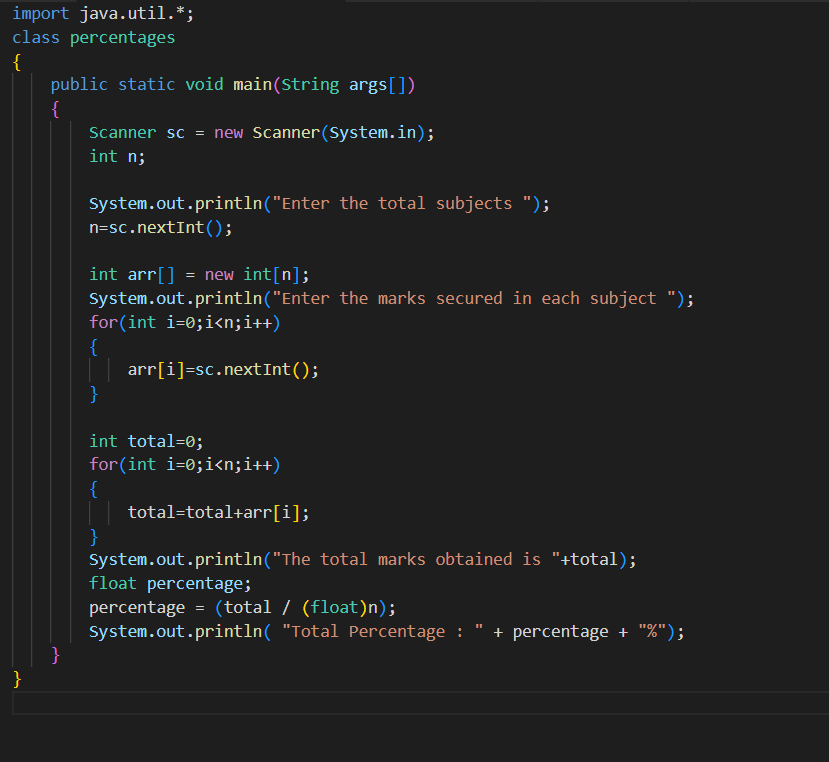 import java.util.*;
class percentages
{
    public static void main(String args[])
    {
        Scanner sc = new Scanner(System.in);
        int n;

        System.out.println("Enter the total subjects ");
        n=sc.nextInt();

        int arr[] = new int[n];
        System.out.println("Enter the marks secured in each subject ");
        for(int i=0;i<n;i++)
        {
            arr[i]=sc.nextInt();
        }

        int total=0;
        for(int i=0;i<n;i++)
        {
            total=total+arr[i];
        }
        System.out.println("The total marks obtained is "+total);
        float percentage;
        percentage = (total / (float)n);
        System.out.println( "Total Percentage : " + percentage + "%");
    }
}